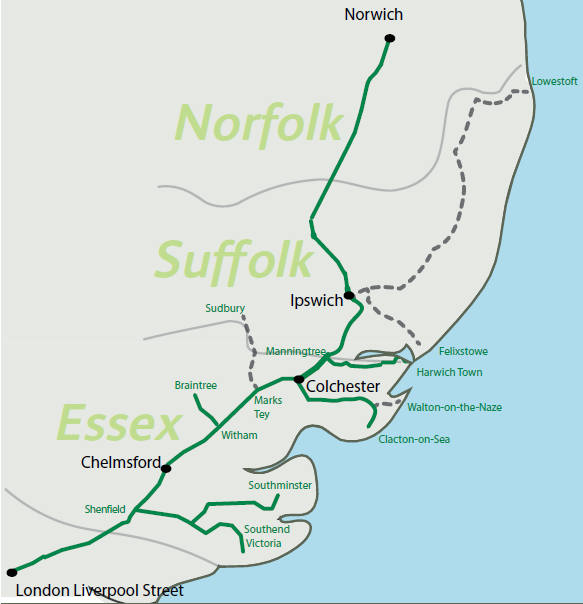 Norwich
Lowestoft
Norfolk
Suffolk
Ipswich
Sudbury
Manningtree
Felixstowe
Harwich Town
Braintree
Colchester
Marks
Tey
Walton-on-the-Naze
Essex
Witham
Clacton-on-Sea
Chelmsford
Southminster
Shenfield
Southend
Victoria
London Liverpool Street